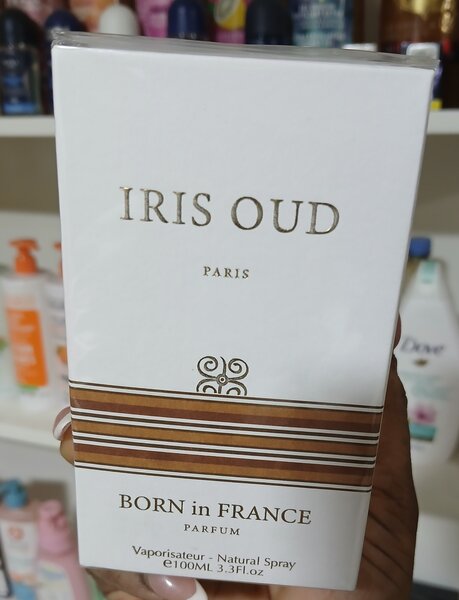 IRIS OUD
PARIS
BORN in FRANCE
PARFUM
Vaporisateur - Natural Spray
℮100ML 3.3Fl.oz
Dove